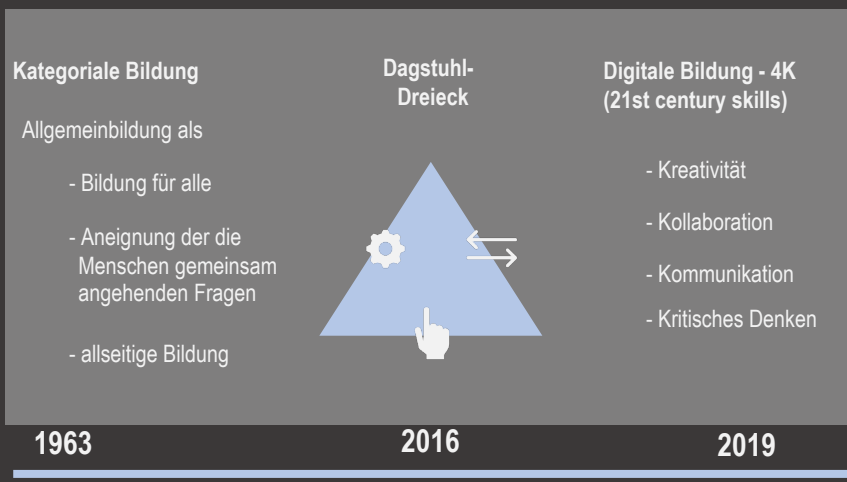 Kategoriale Bildung
Allgemeinbildung als
- Bildung für alle
- Aneignung der die
Menschen gemeinsam
angehenden Fragen
- allseitige Bildung
Dagstuhl-
Dreieck
Digitale Bildung - 4K
(21st century skills)
- Kreativität
- Kollaboration
- Kommunikation
- Kritisches Denken
1963
2016
2019